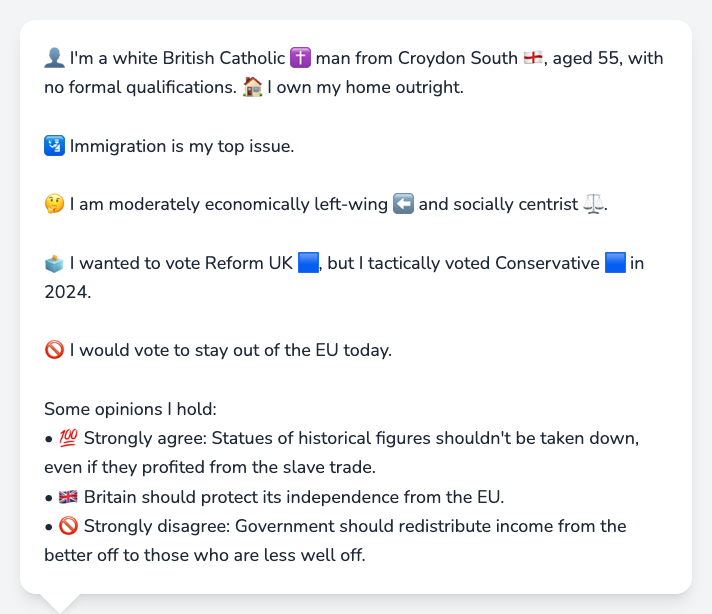 👤 I'm a white British Catholic ✝️ man from Croydon South 🏴󠁧󠁢󠁥󠁮󠁧󠁿, aged 55, with
no formal qualifications. 🏠 I own my home outright.
🛂 Immigration is my top issue.
🤔 I am moderately economically left-wing ⬅️ and socially centrist ⚖️.
🗳️ I wanted to vote Reform UK 🟦, but I tactically voted Conservative 🟦 in
2024.
🚫 I would vote to stay out of the EU today.
Some opinions I hold:
• 💯 Strongly agree: Statues of historical figures shouldn't be taken down,
even if they profited from the slave trade.
• 🇬🇧 Britain should protect its independence from the EU.
• 🚫 Strongly disagree: Government should redistribute income from the
better off to those who are less well off.